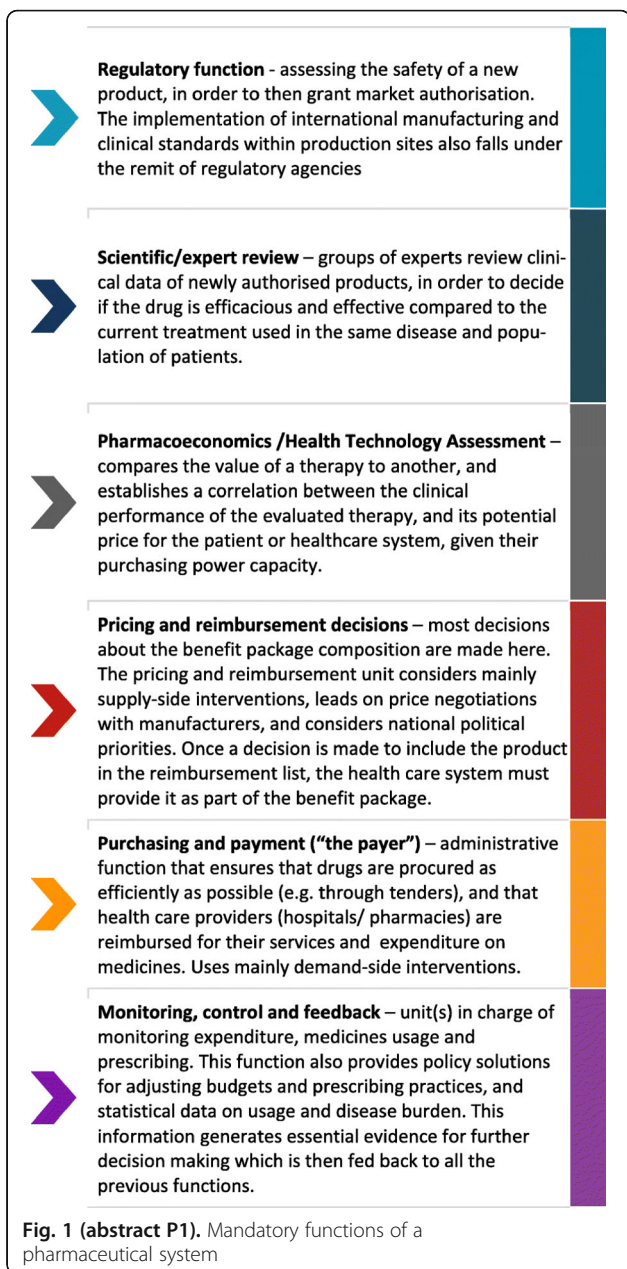 Regulatory function - assessing the safety of a new
product, in order to then grant market authorisation.
The implementation of international manufacturing and
clinical standards within production sites also falls under
the remit of regulatory agencies
Scientific/expert review – groups of experts review clini-
cal data of newly authorised products, in order to decide
if the drug is efficacious and effective compared to the
current treatment used in the same disease and popu-
lation of patients.
Pharmacoeconomics /Health Technology Assessment –
compares the value of a therapy to another, and
establishes a correlation between the clinical
performance of the evaluated therapy, and its potential
price for the patient or healthcare system, given their
purchasing power capacity.
Pricing and reimbursement decisions – most decisions
about the benefit package composition are made here.
The pricing and reimbursement unit considers mainly
supply-side interventions, leads on price negotiations
with manufacturers, and considers national political
priorities. Once a decision is made to include the product
in the reimbursement list, the health care system must
provide it as part of the benefit package.
Purchasing and payment (“the payer”) – administrative
function that ensures that drugs are procured as
efficiently as possible (e.g. through tenders), and that
health care providers (hospitals/ pharmacies) are
reimbursed for their services and expenditure on
medicines. Uses mainly demand-side interventions.
Monitoring, control and feedback – unit(s) in charge of
monitoring expenditure, medicines usage and
prescribing. This function also provides policy solutions
for adjusting budgets and prescribing practices, and
statistical data on usage and disease burden. This
information generates essential evidence for further
decision making which is then fed back to all the
previous functions.
Fig. 1 (abstract P1). Mandatory functions of a
pharmaceutical system